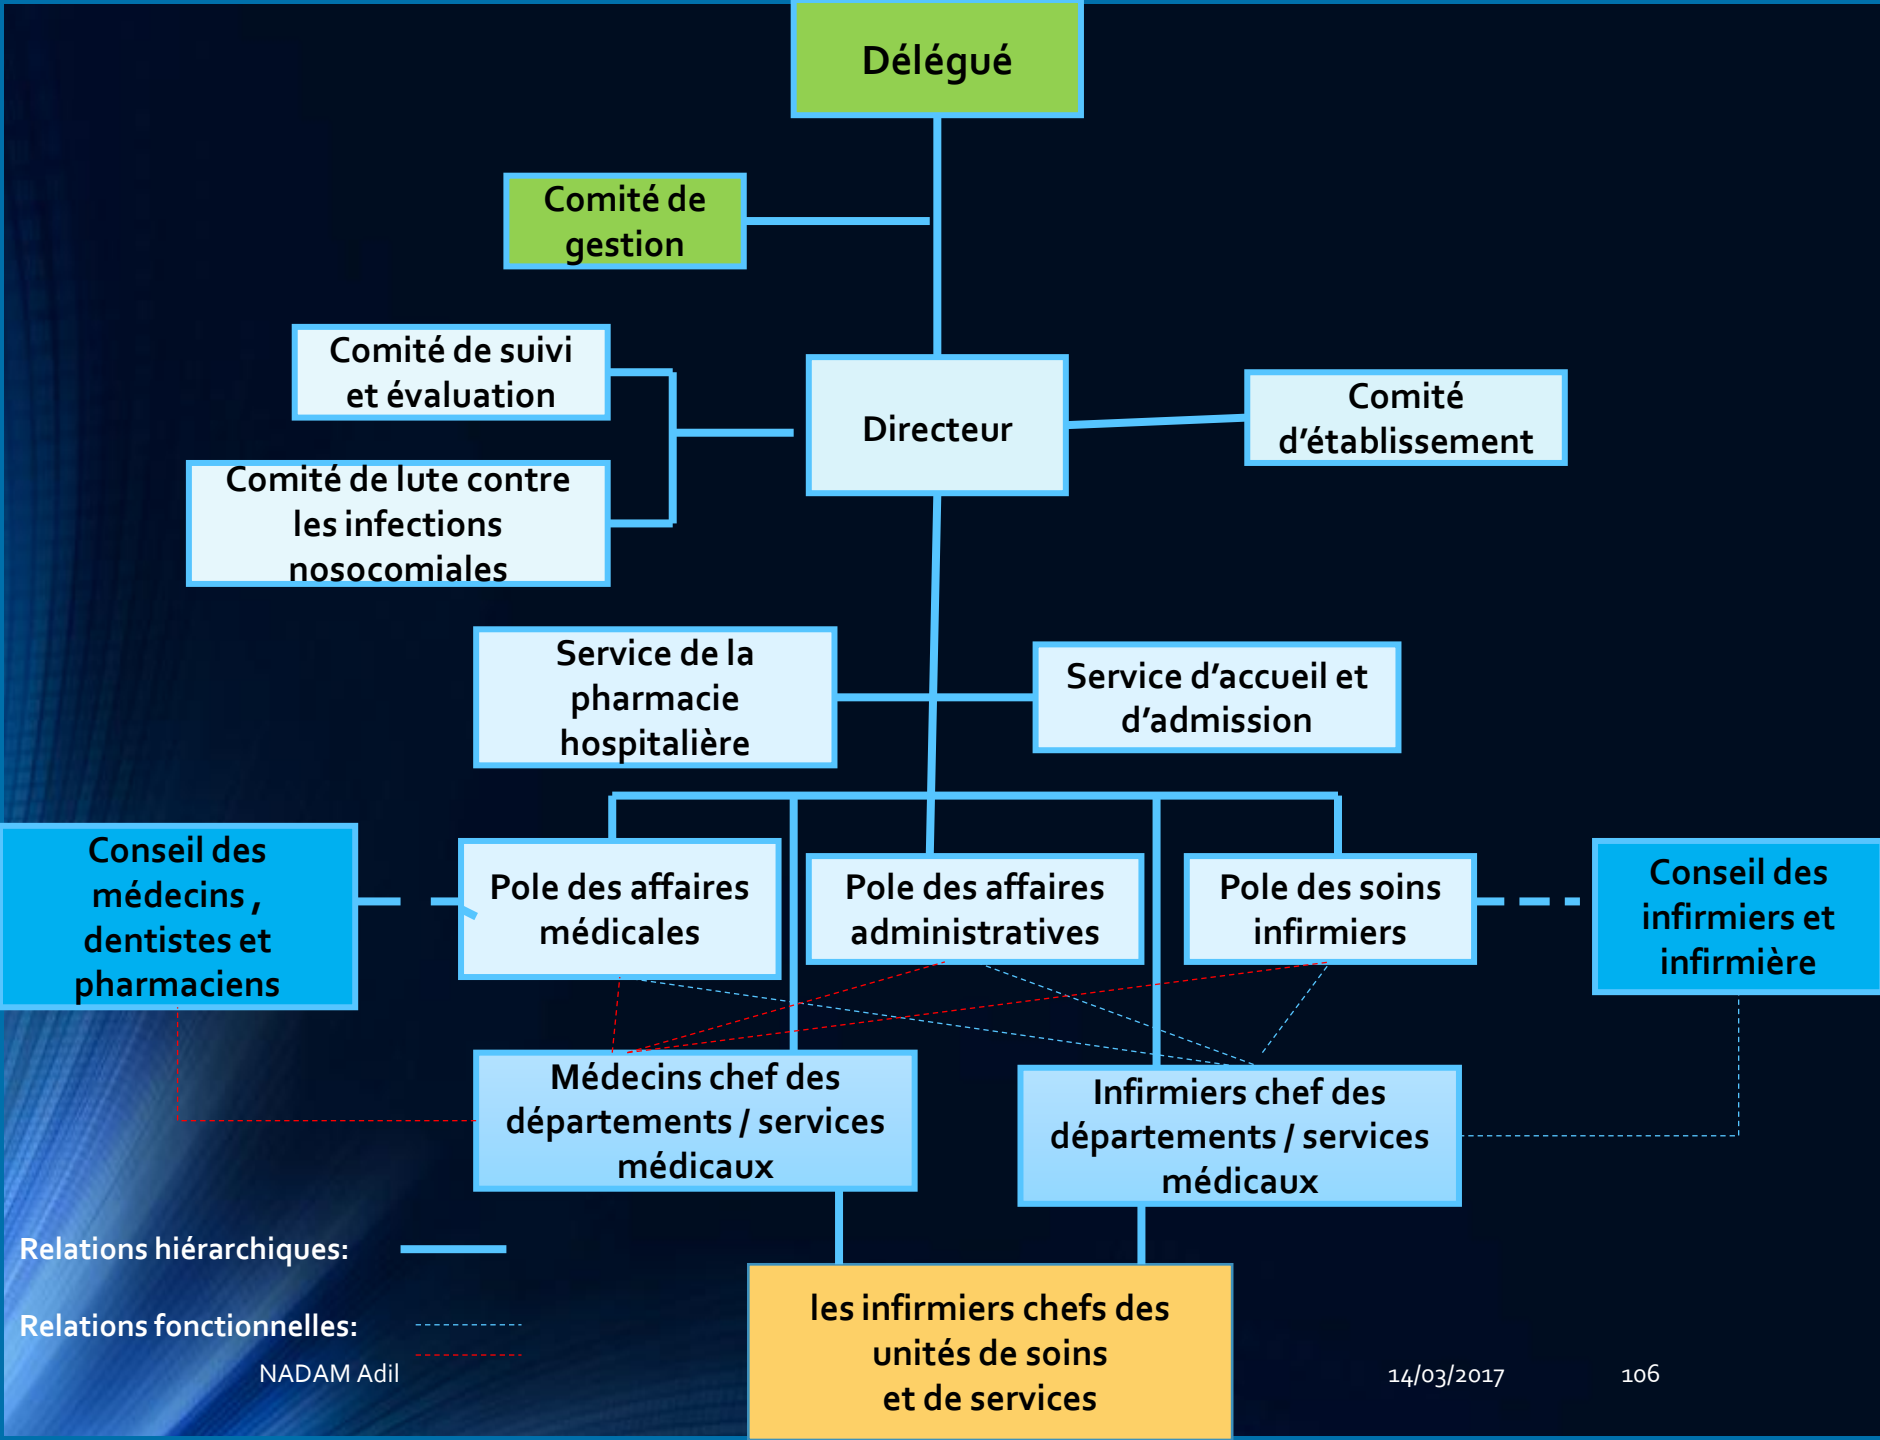 Délégué
Comité de
gestion
Comité de suivi
et évaluation
Directeur
Comité
d’établissement
Comité de lute contre
les infections
nosocomiales
Service de la
pharmacie
hospitalière
Service d’accueil et
d’admission
Conseil des
médecins ,
dentistes et
pharmaciens
Pole des affaires
médicales
Pole des affaires
administratives
Pole des soins
infirmiers
Conseil des
infirmiers et
infirmière
Médecins chef des
départements / services
médicaux
Infirmiers chef des
départements / services
médicaux
Relations hiérarchiques:
Relations fonctionnelles:
les infirmiers chefs des
unités de soins
et de services
NADAM Adil
14/03/2017
106